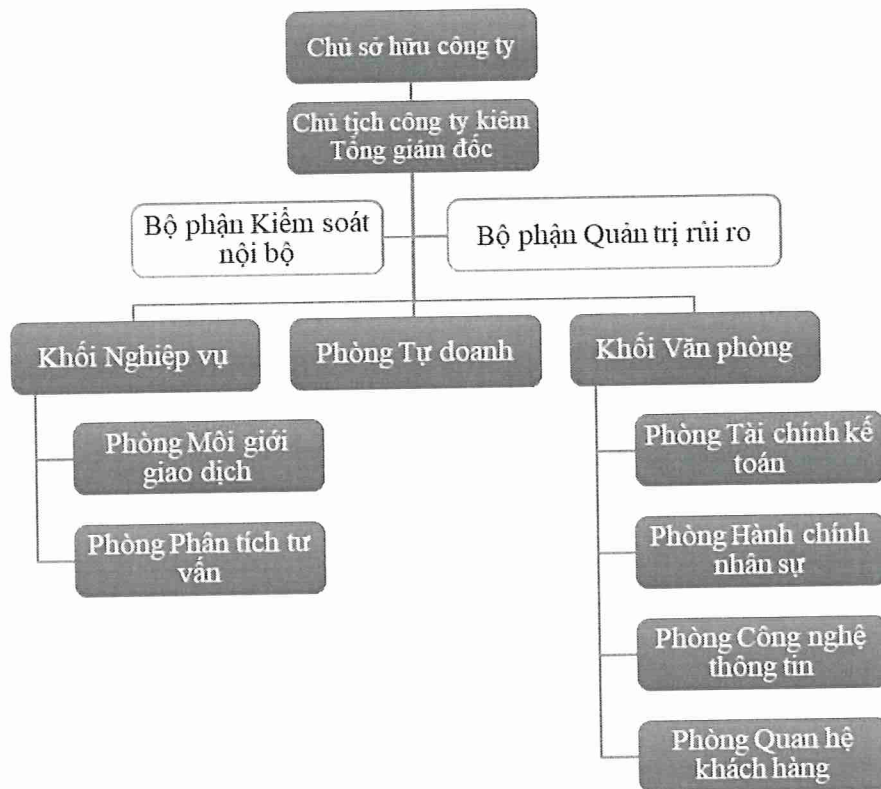 Chủ sở hữu công ty
Chủ tịch công ty kiêm
Tổng giám đốc
Bộ phận Kiểm soát
nội bộ
Bộ phận Quản trị rủi ro
Khối Nghiệp vụ
Phòng Tự doanh
Khối Văn phòng
Phòng Môi giới
giao dịch
Phòng Phân tích tư
vấn
Phòng Tài chính kế
toán
Phòng Hành chính
nhân sự
Phòng Công nghệ
thông tin
Phòng Quan hệ
khách hàng